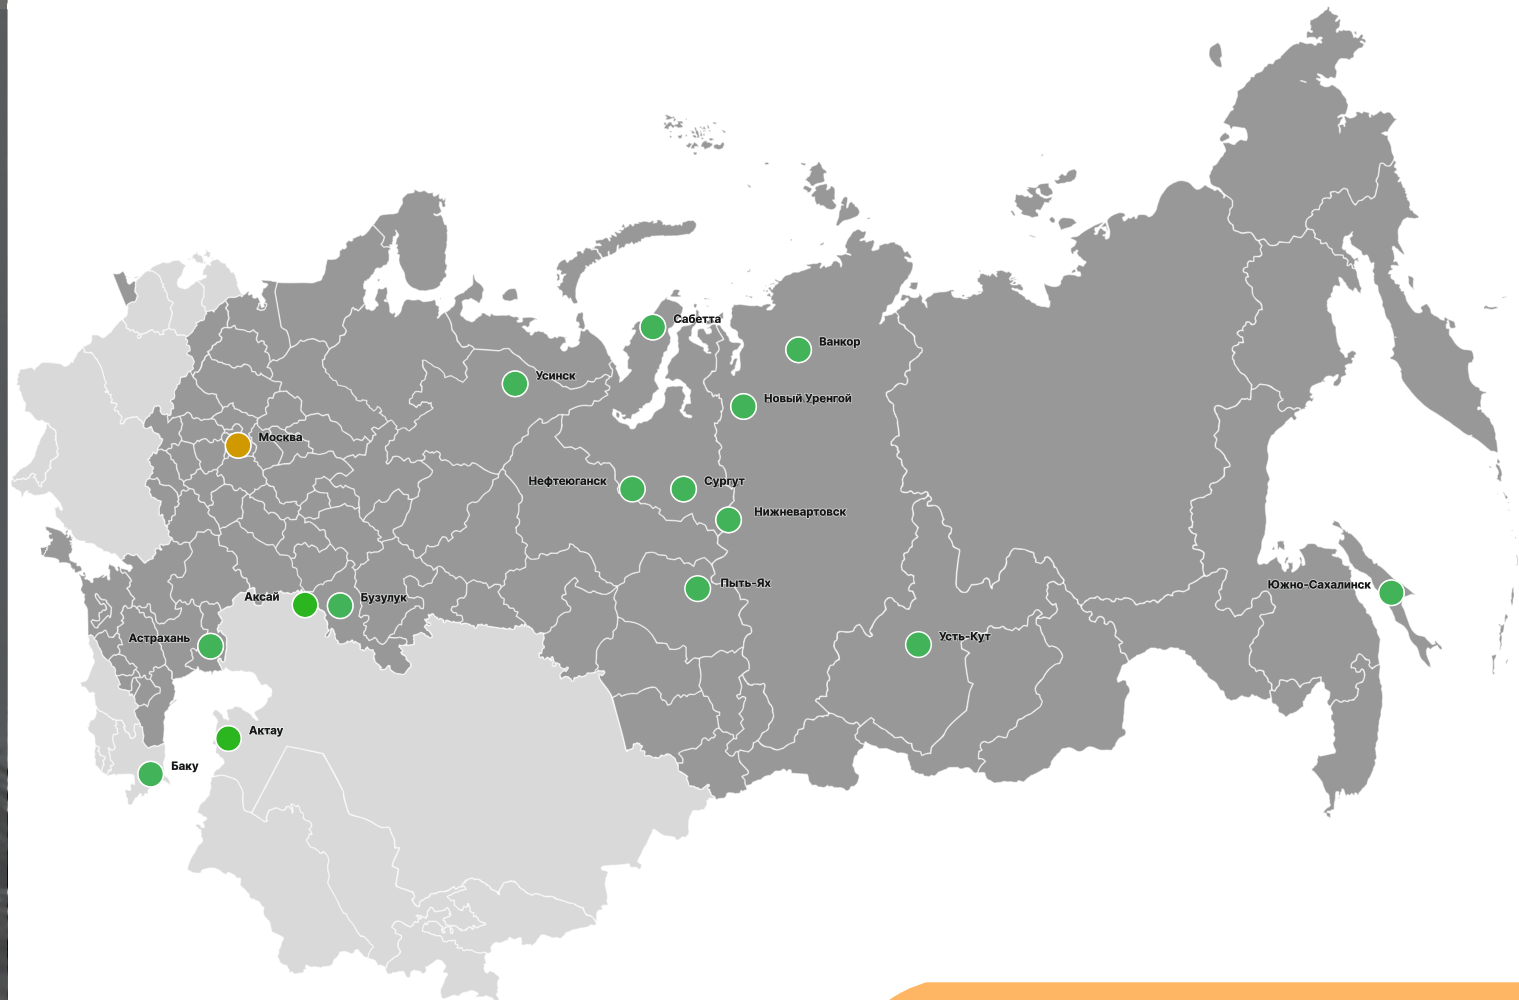 Сабетта
Ванкор
Усинск
Новый Уренгой
Москва
Нефтеюганск
Сургут
Нижневартовск
Пыть-Ях
Южно-Сахалинск
Аксай
Бузулук
Астрахань
Усть-Кут
Актау
Баку